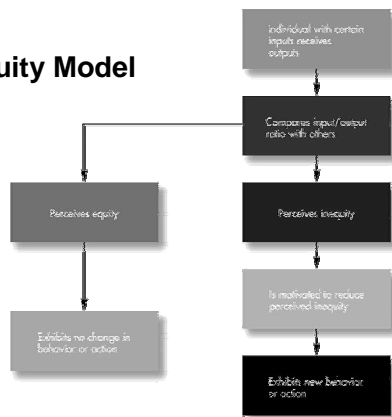 uity Model
individual with certain
inputs receives
outputs
Compares input/output
ratio with others
Perceives equity
Perceives inequity
Is motivated to reduce
perceived inequity
Exhibits no change in
behavior or action
Exhibits new behavior
or action